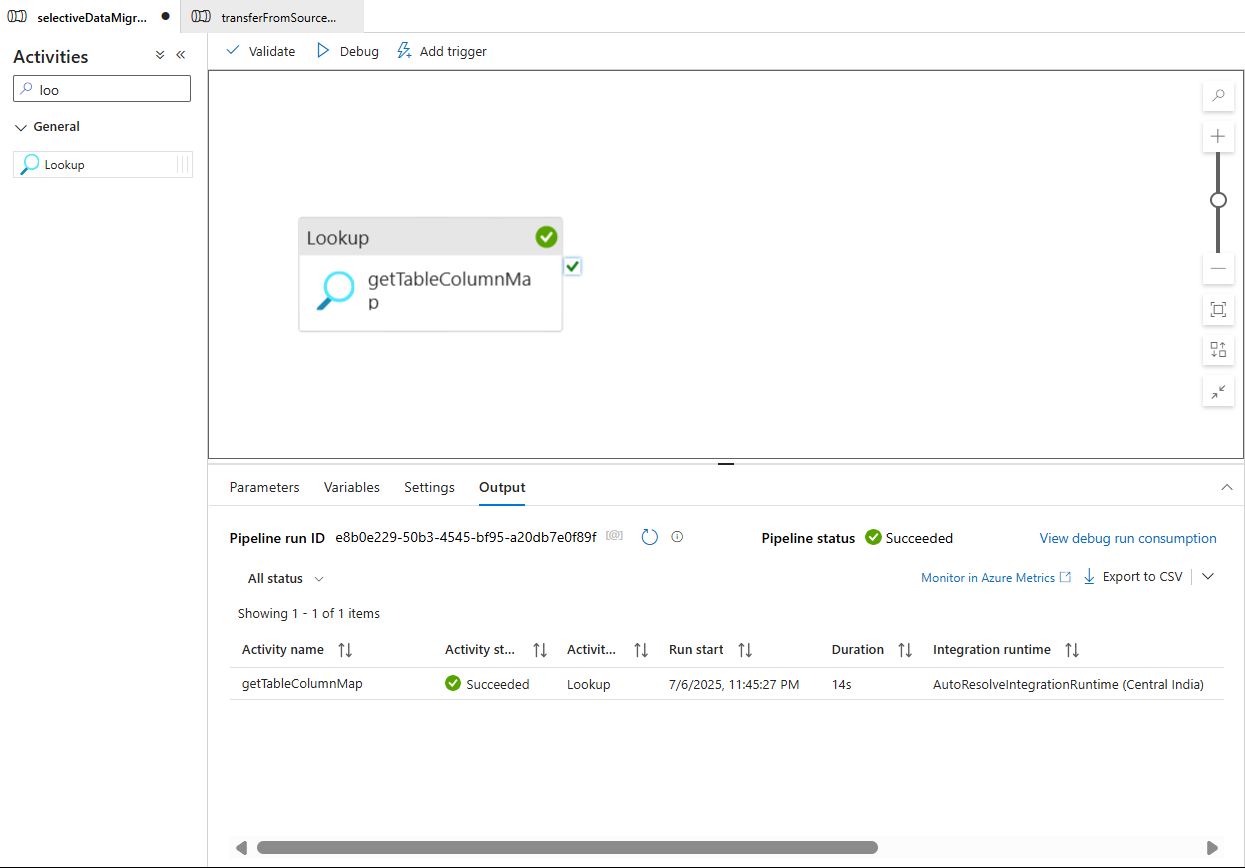 selectiveDataMigr...
transferFromSource...
Activities
Validate
Debug
Add trigger
loo
General
Lookup
Lookup
getTableColumnMa
p
Parameters
Variables
Settings
Output
Pipeline run ID e8b0e229-50b3-4545-bf95-a20db7e0f89f
Pipeline status Succeeded
View debug run consumption
All status
Monitor in Azure Metrics
Export to CSV
Showing 1 - 1 of 1 items
Activity name Activity st... Activit... Run start Duration Integration runtime
getTableColumnMap Succeeded Lookup 7/6/2025, 11:45:27 PM 14s AutoResolveIntegrationRuntime (Central India)